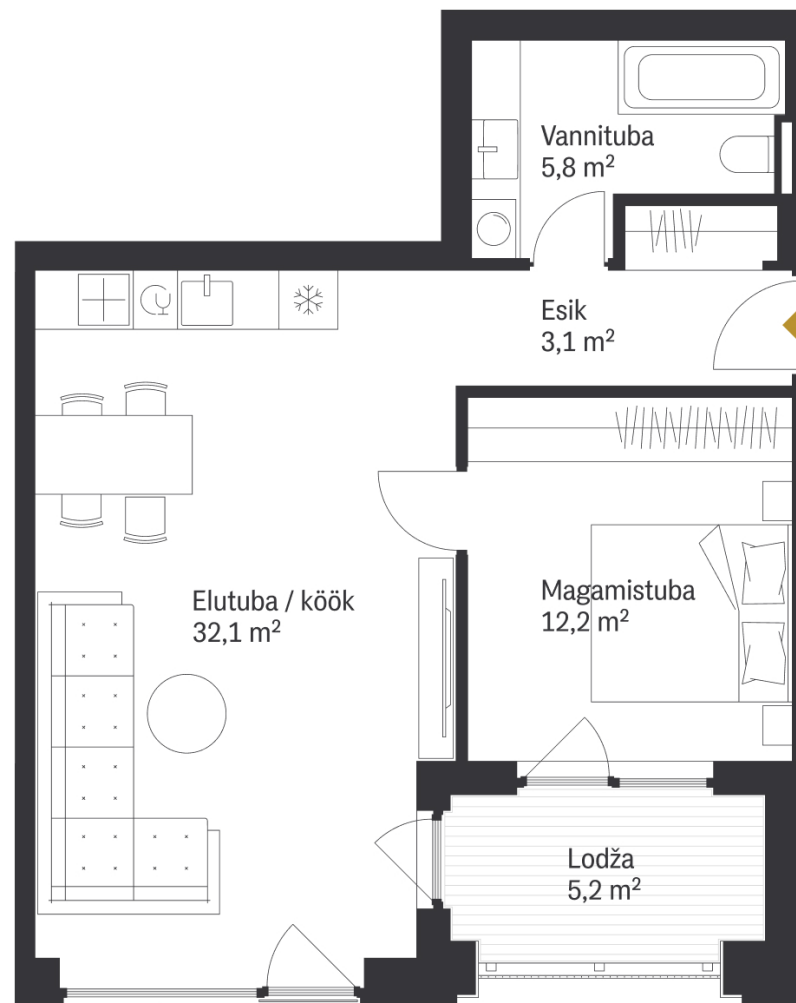 Vannituba
5,8 m²
Esik
3,1 m²
Elutuba / köök
32,1 m²
Magamistuba
12,2 m²
Lodža
5,2 m²